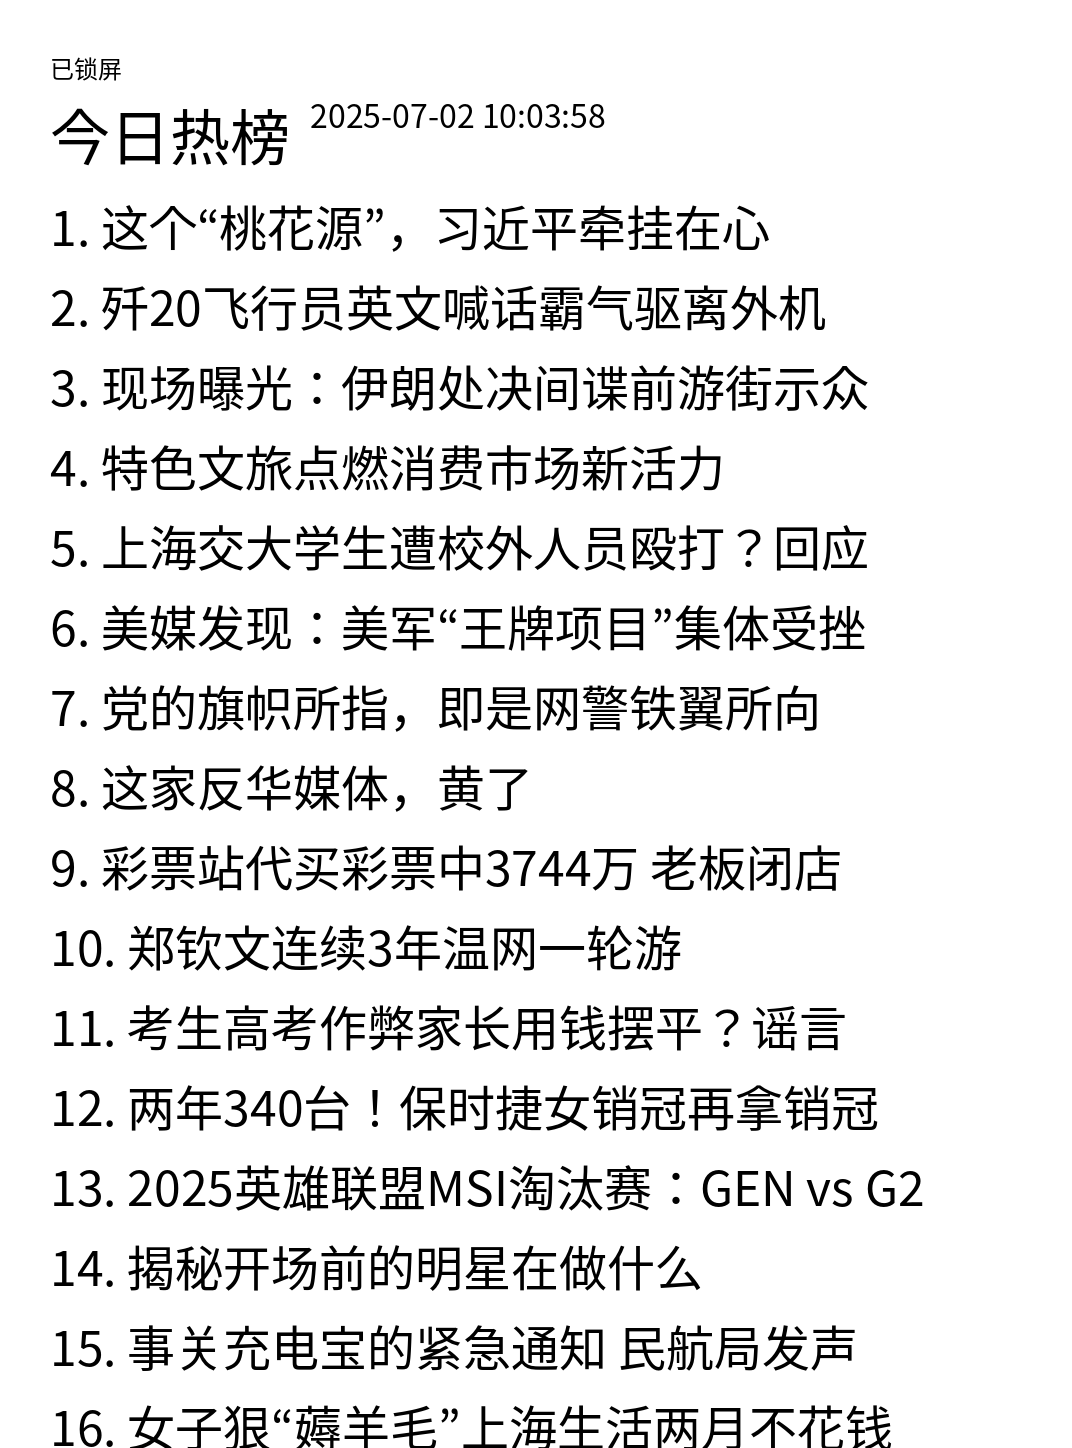 已锁屏
今日热榜 2025-07-02 10:03:58
1. 这个“桃花源”，习近平牵挂在心
2. 歼20飞行员英文喊话霸气驱离外机
3. 现场曝光：伊朗处决间谍前游街示众
4. 特色文旅点燃消费市场新活力
5. 上海交大学生遭校外人员殴打？回应
6. 美媒发现：美军“王牌项目”集体受挫
7. 党的旗帜所指，即是网警铁翼所向
8. 这家反华媒体，黄了
9. 彩票站代买彩票中3744万 老板闭店
10. 郑钦文连续3年温网一轮游
11. 考生高考作弊家长用钱摆平？谣言
12. 两年340台！保时捷女销冠再拿销冠
13. 2025英雄联盟MSI淘汰赛：GEN vs G2
14. 揭秘开场前的明星在做什么
15. 事关充电宝的紧急通知 民航局发声
16. 女子狠“薅羊毛”上海生活两月不花钱